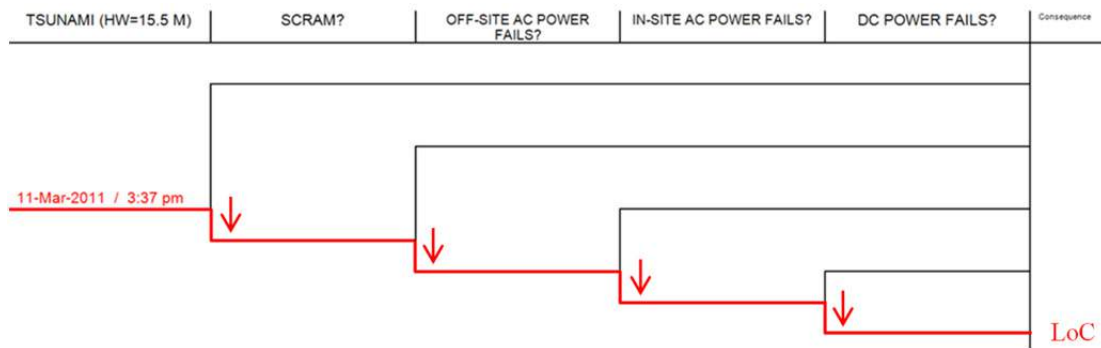 TSUNAMI (HW=15.5 M)
SCRAM?
OFF-SITE AC POWER
FAILS?
IN-SITE AC POWER FAILS?
DC POWER FAILS?
Consequence
11-Mar-2011 / 3:37 pm
LoC